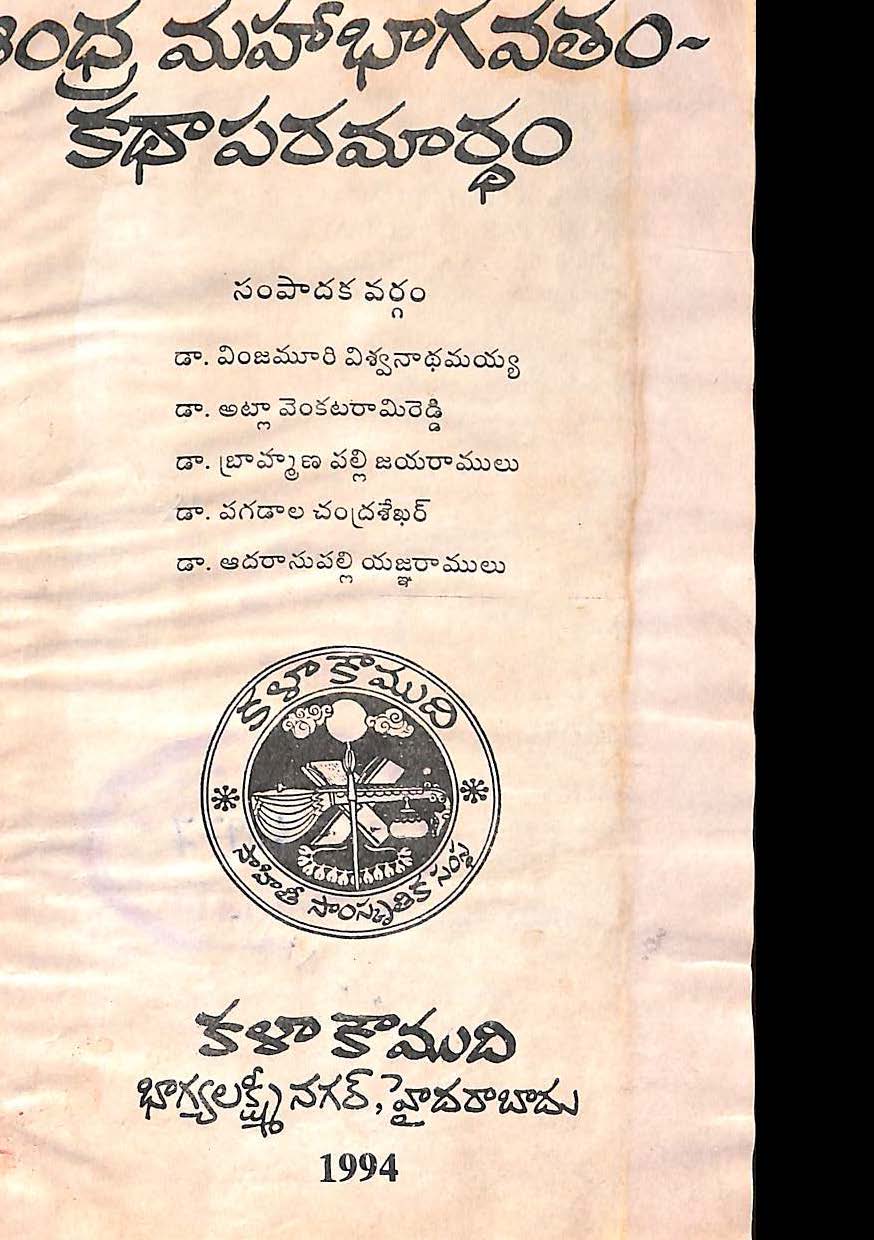 ఆంధ్ర మహాభాగవతం-
కథాపరమార్థం
సంపాదక వర్గం
డా. వింజమూరి విశ్వనాథమయ్య
డా. అట్లా వెంకటరామిరెడ్డి
డా. బ్రాహ్మణ పల్లి జయరాములు
డా. పగడాల చంద్రశేఖర్
డా. ఆదరానుపల్లి యజ్ఞరాములు
కళా కౌముది
సాహితీ సాంస్కృతిక సంస్థ
కళా కౌముది
భాగ్యలక్ష్మీ నగర్, హైదరాబాదు
1994